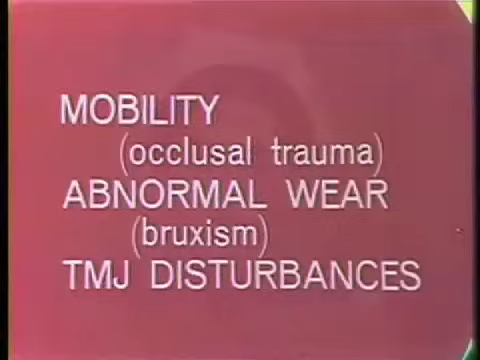 MOBILITY
(occlusal trauma)
ABNORMAL WEAR
(bruxism)
TMJ DISTURBANCES